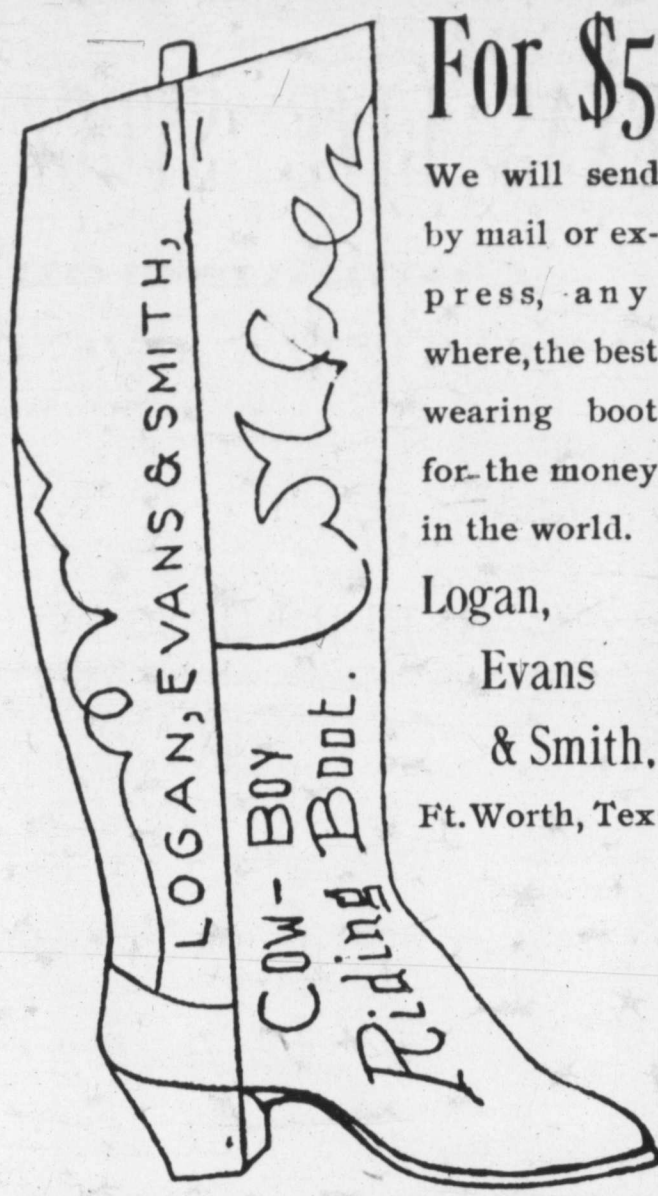 For $5
We will send
by mail or ex-
press, any
where, the best
wearing boot
for the money
in the world.
Logan,
Evans
& Smith,
Ft. Worth, Tex
LOGAN, EVANS & SMITH,
COW-BOY
Riding Boot.